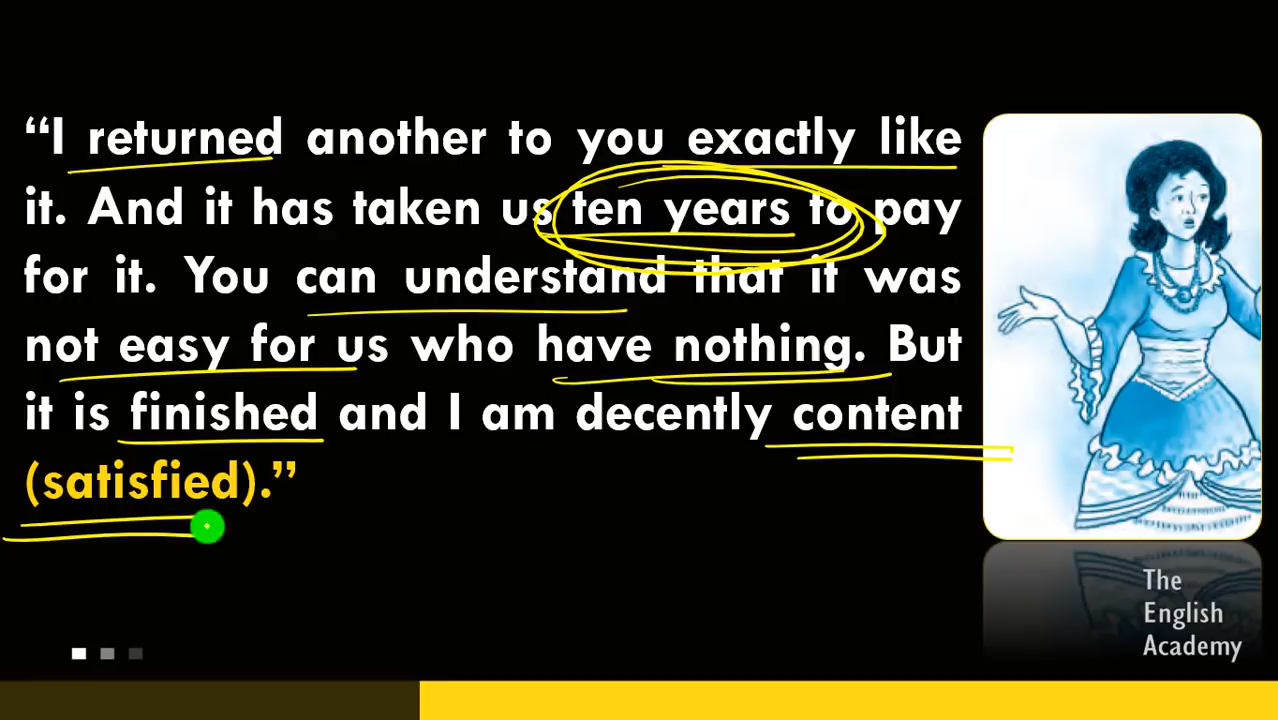 “I returned another to you exactly like
it. And it has taken us ten years to pay
for it. You can understand that it was
not easy for us who have nothing. But
it is finished and I am decently content
(satisfied).”
The
English
Academy